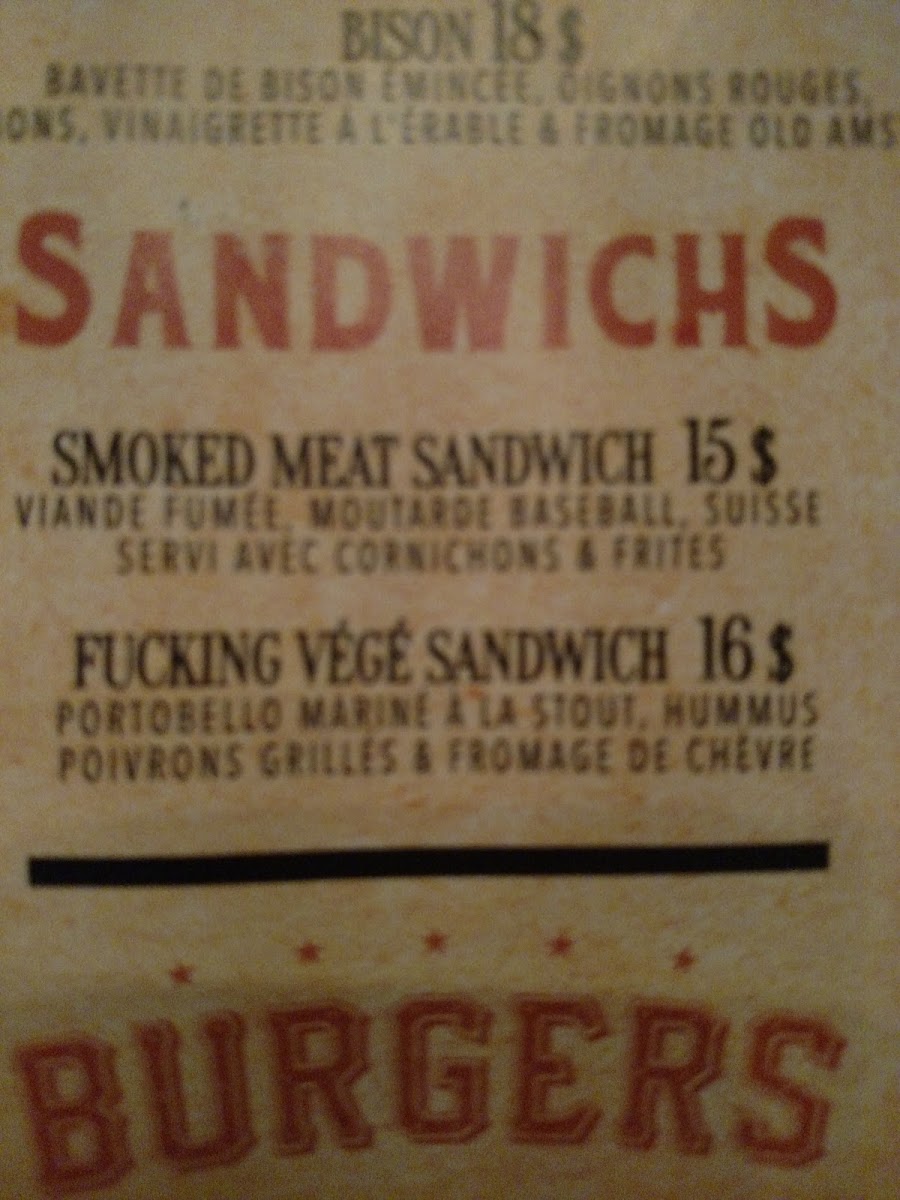 BISON 18 $
BAVETTE DE BISON ÉMINCÉE, OIGNONS ROUGES,
ONS, VINAIGRETTE À L'ÉRABLE & FROMAGE OLD AMS
SANDWICHS
SMOKED MEAT SANDWICH 15 $
VIANDE FUMÉE, MOUTARDE BASEBALL, SUISSE
SERVI AVEC CORNICHONS & FRITES
FUCKING VÉGÉ SANDWICH 16 $
PORTOBELLO MARINÉ À LA STOUT, HUMMUS
POIVRONS GRILLÉS & FROMAGE DE CHÈVRE
BURGERS